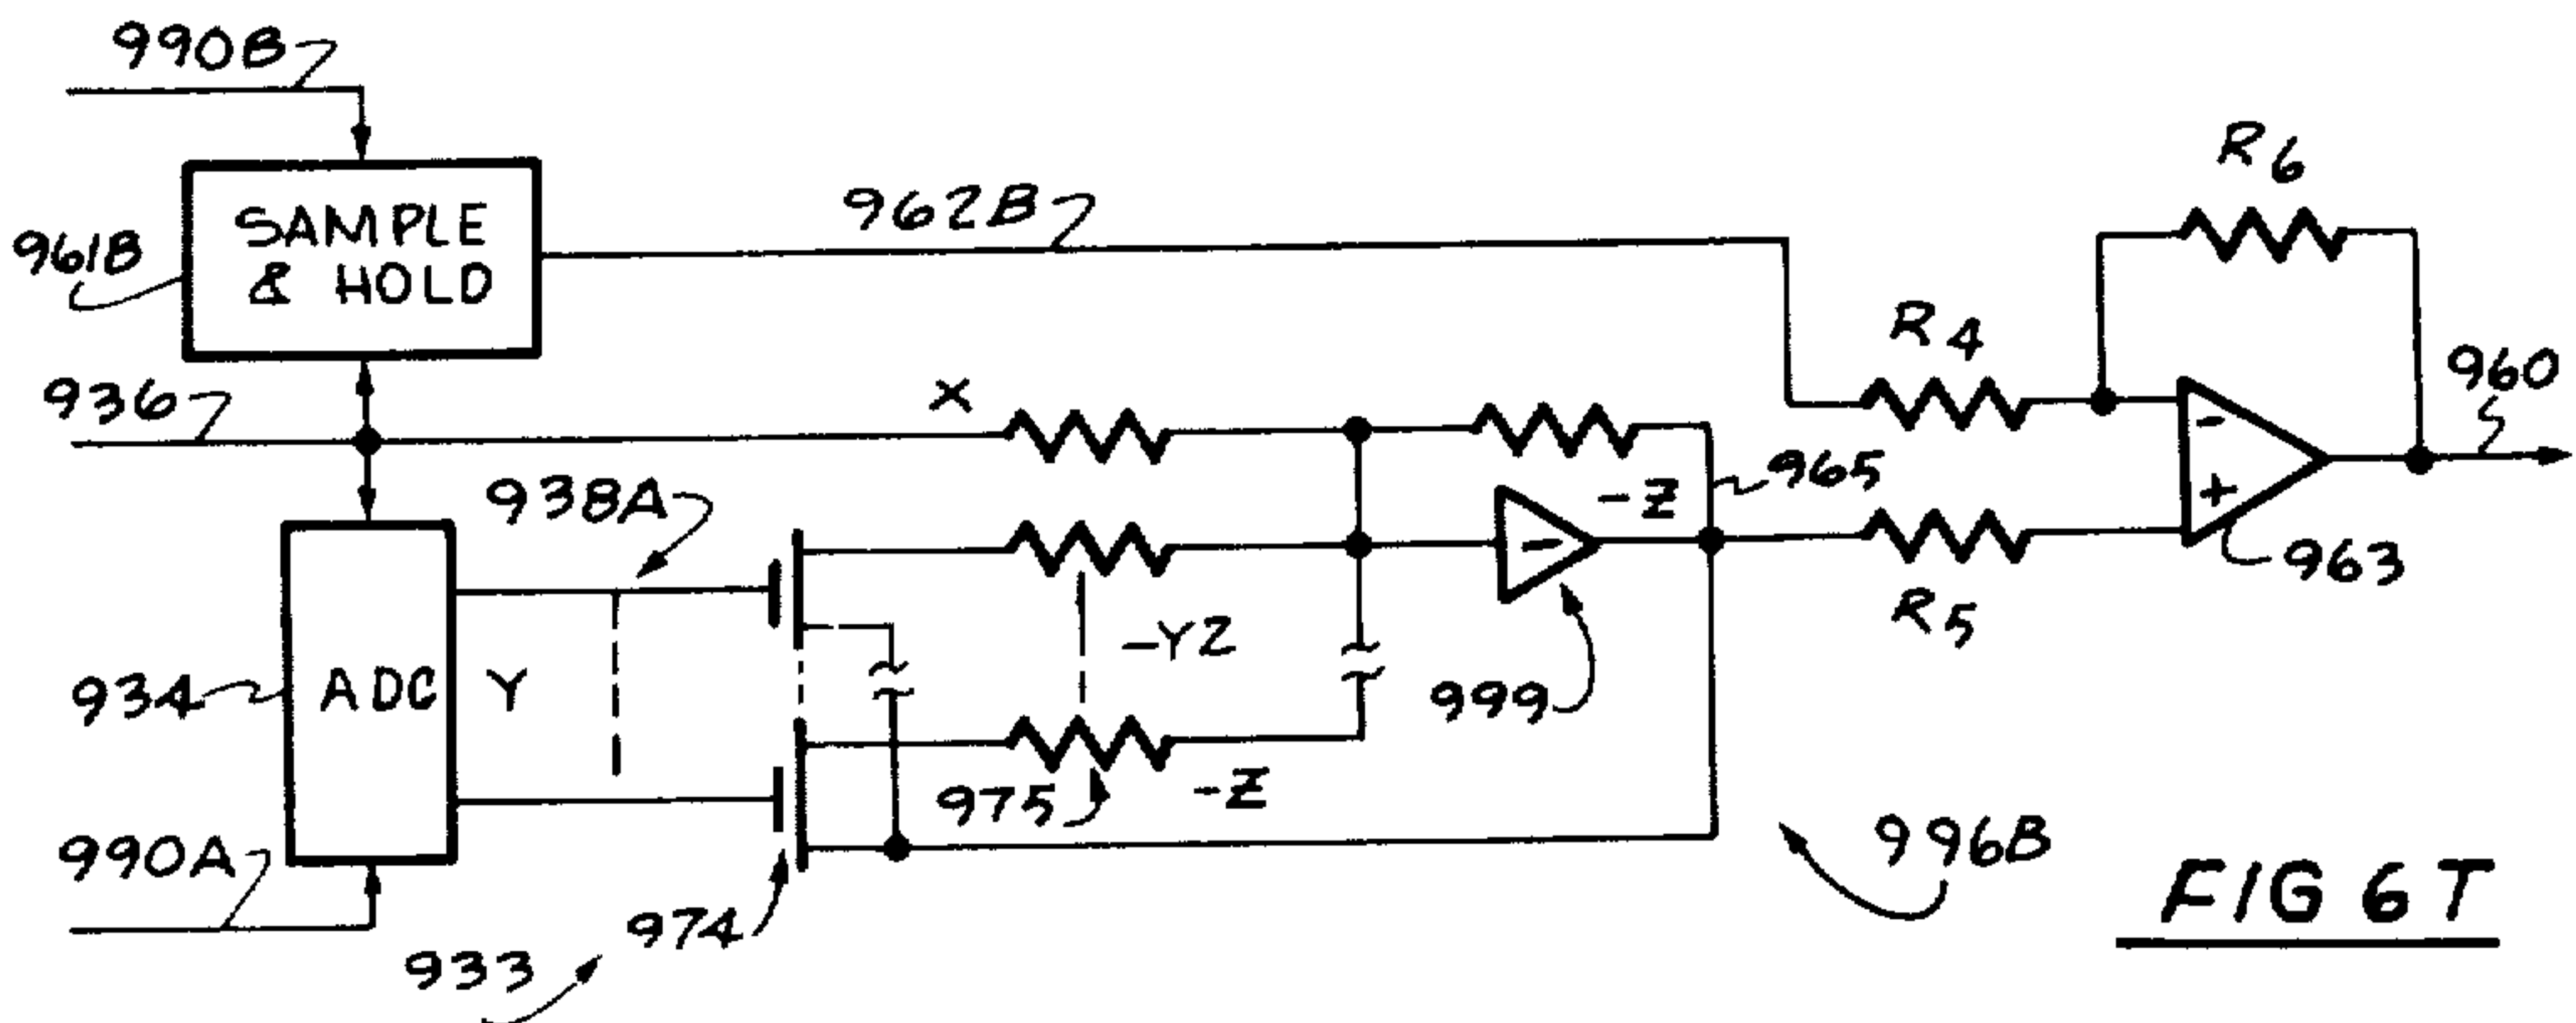 990B
SAMPLE
& HOLD
961B
962B
R6
R4
936
X
960
938A
-Z
965
963
R5
ADC
Y
-YZ
934
999
975
-Z
990A
996B
974
933
FIG 6T